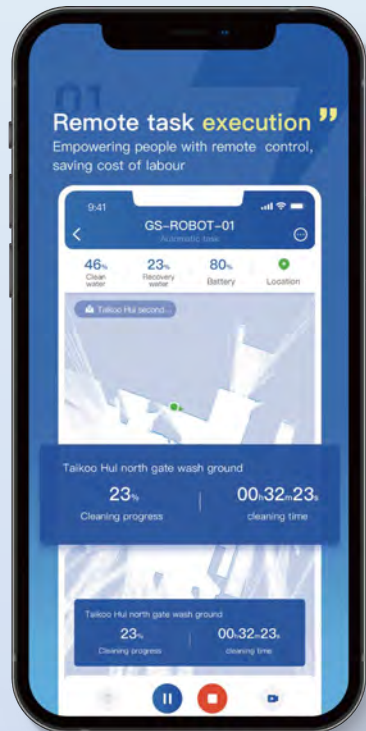 01
Remote task execution ”
Empowering people with remote control,
saving cost of labour
9:41
GS-ROBOT-01
Automatic task
46% 23% 80%
Clean water Recovery water Battery Location
Taikoo Hui second...
Taikoo Hui north gate wash ground
23% 00h32m23s
Cleaning progress cleaning time
Taikoo Hui north gate wash ground
23% 00h32m23s
Cleaning progress cleaning time